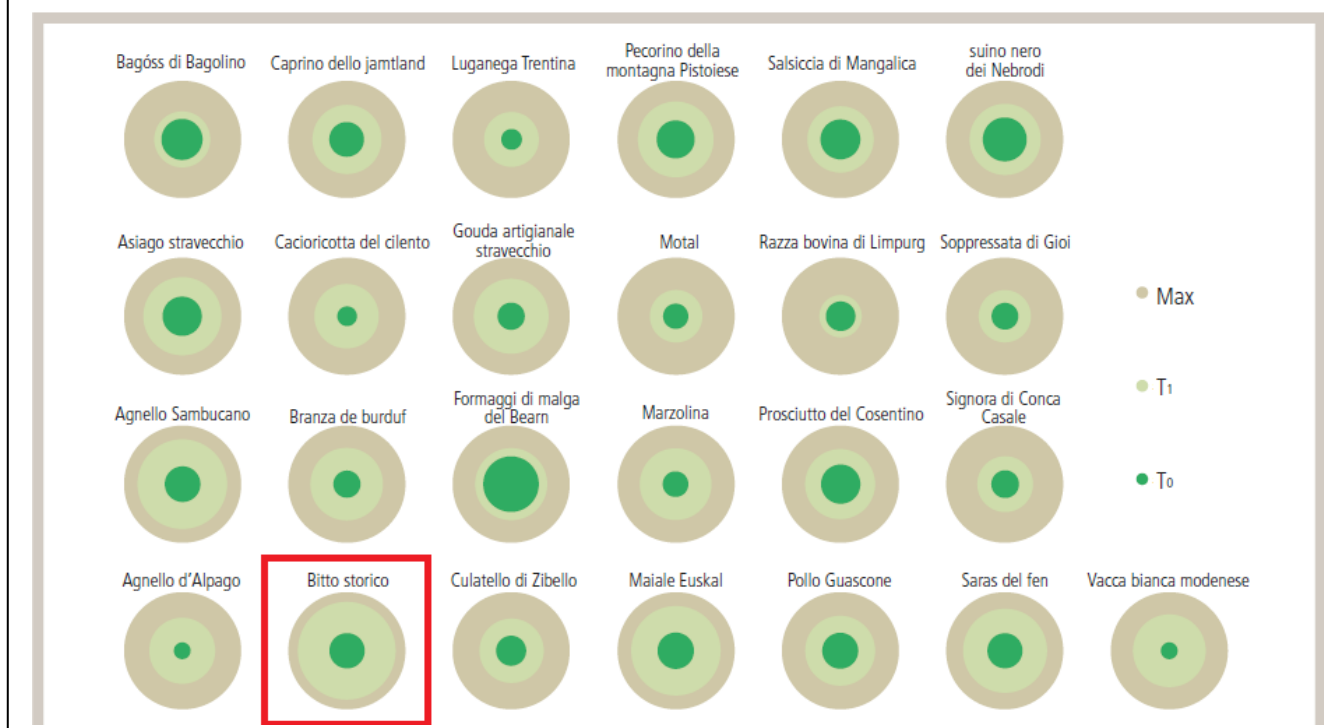 Bagóss di Bagolino
Caprino dello jamtland
Luganega Trentina
Pecorino della
montagna Pistoiese
Salsiccia di Mangalica
suino nero
dei Nebrodi
Asiago stravecchio
Cacioricotta del cilento
Gouda artigianale
stravecchio
Motal
Razza bovina di Limpurg
Soppressata di Gioi
Max
T1
Agnello Sambucano
Branza de burduf
Formaggi di malga
del Bearn
Marzolina
Prosciutto del Cosentino
Signora di Conca
Casale
T0
Agnello d'Alpago
Bitto storico
Culatello di Zibello
Maiale Euskal
Pollo Guascone
Saras del fen
Vacca bianca modenese